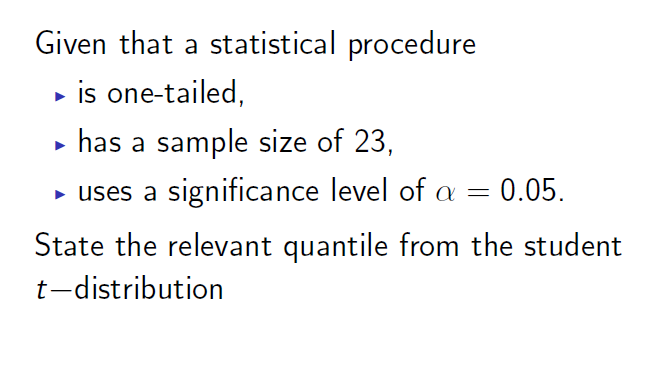 Given that a statistical procedure
▶ is one-tailed,
▶ has a sample size of 23,
▶ uses a significance level of α = 0.05.
State the relevant quantile from the student
t−distribution